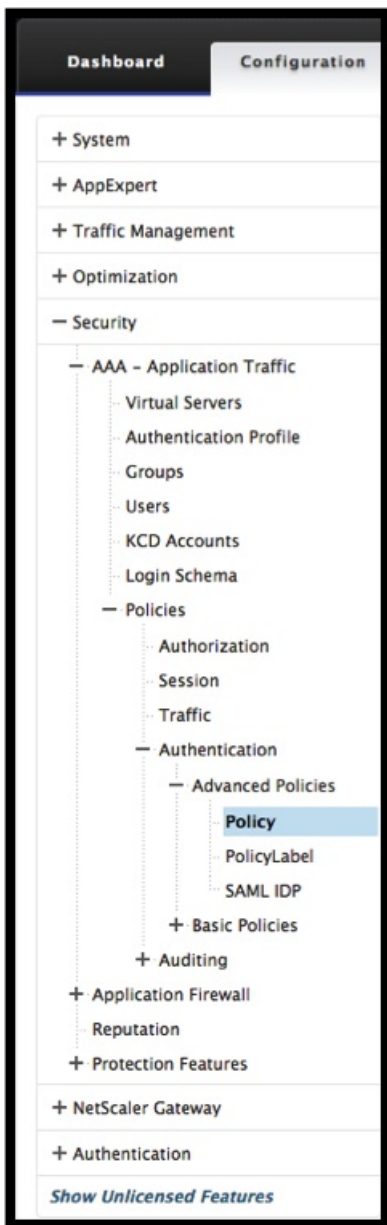 Dashboard Configuration
+ System
+ AppExpert
+ Traffic Management
+ Optimization
− Security
− AAA – Application Traffic
Virtual Servers
Authentication Profile
Groups
Users
KCD Accounts
Login Schema
− Policies
Authorization
Session
Traffic
− Authentication
− Advanced Policies
Policy
PolicyLabel
SAML IDP
+ Basic Policies
+ Auditing
+ Application Firewall
Reputation
+ Protection Features
+ NetScaler Gateway
+ Authentication
Show Unlicensed Features